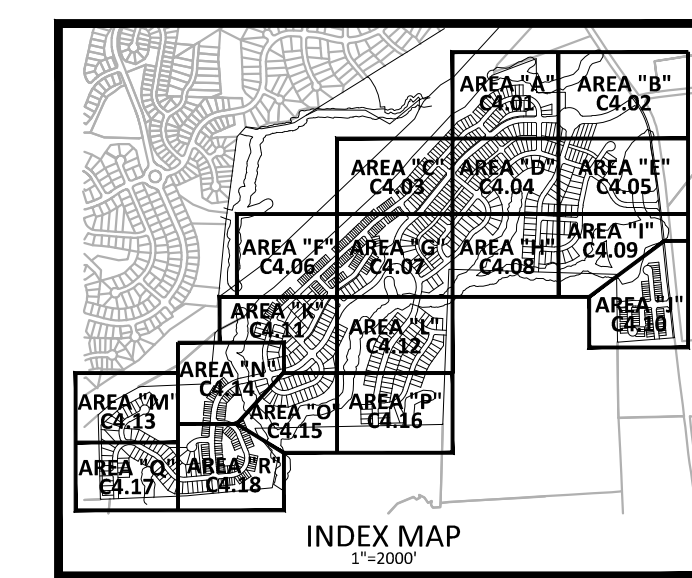 AREA "A"
C4.01
AREA "B"
C4.02
AREA "C"
C4.03
AREA "D"
C4.04
AREA "E"
C4.05
AREA "F"
C4.06
AREA "G"
C4.07
AREA "H"
C4.08
AREA "I"
C4.09
AREA "J"
C4.10
AREA "K"
C4.11
AREA "L"
C4.12
AREA "M"
C4.13
AREA "N"
C4.14
AREA "O"
C4.15
AREA "P"
C4.16
AREA "Q"
C4.17
AREA "R"
C4.18
INDEX MAP
1"=2000'